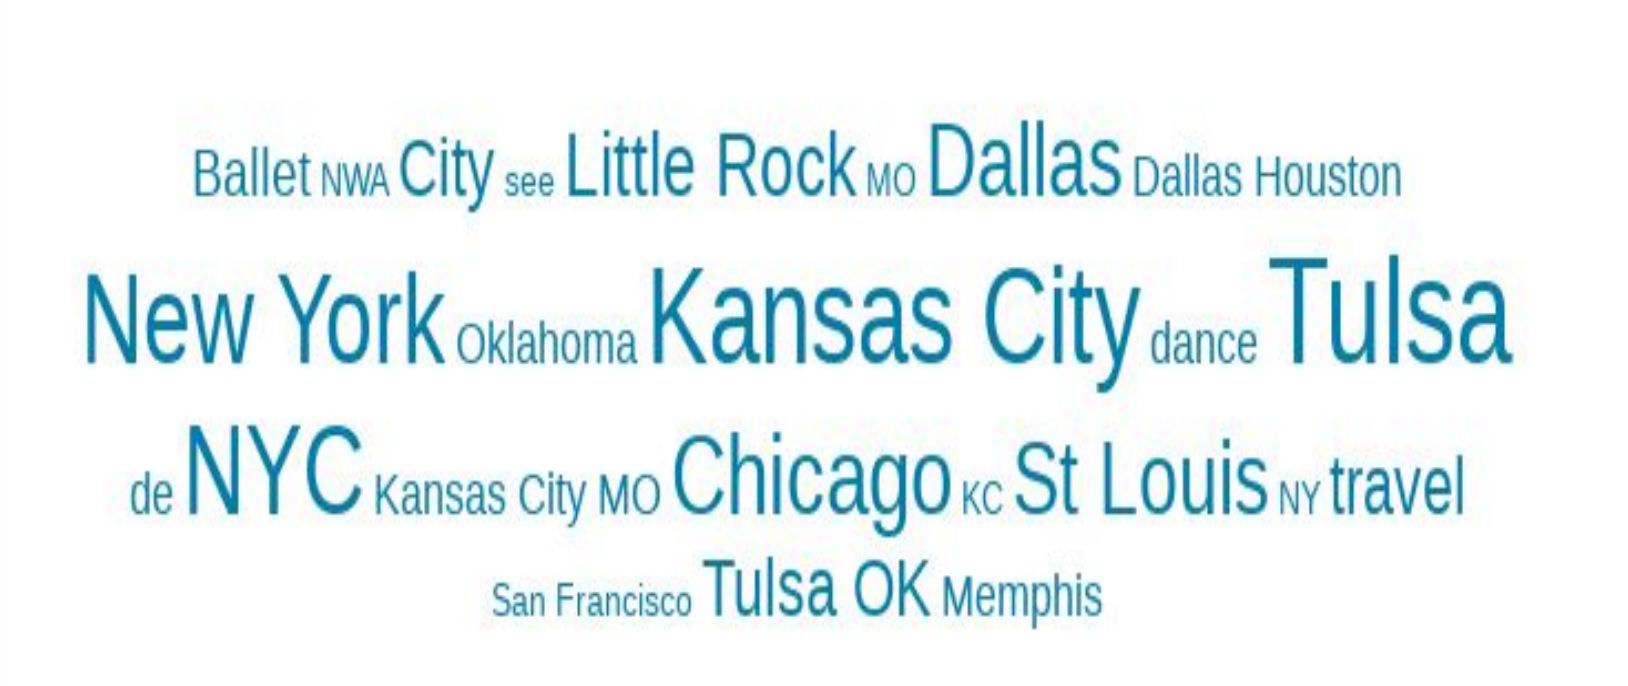 Ballet NWA City see Little Rock MO Dallas Dallas Houston
New York Oklahoma Kansas City dance Tulsa
de NYC Kansas City MO Chicago KC St Louis NY travel
San Francisco Tulsa OK Memphis